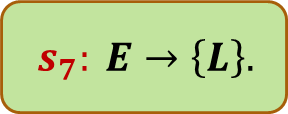 s₇: E → {L}.